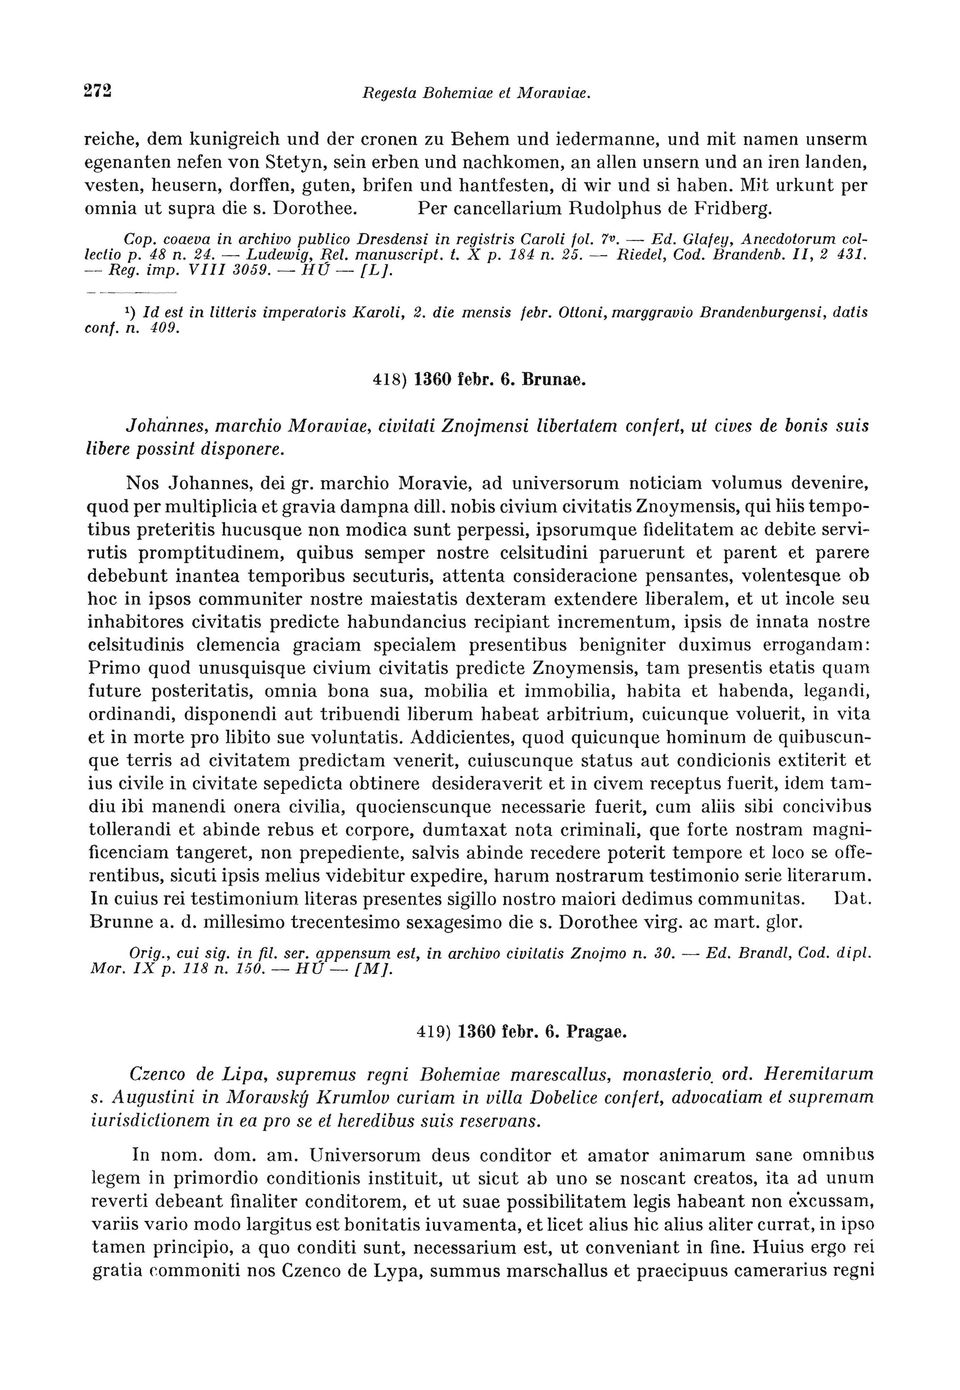 272 Regesta Bohemiae et Moraviae.
reiche, dem kunigreich und der cronen zu Behem und iedermanne, und mit namen unserm
egenanten nefen von Stetyn, sein erben und nachkomen, an allen unsern und an iren landen,
vesten, heusern, dorffen, guten, brifen und hantfesten, di wir und si haben. Mit urkunt per
omnia ut supra die s. Dorothee. Per cancellarium Rudolphus de Fridberg.
Cop. coaeva in archivo publico Dresdensi in registris Caroli fol. 7v. — Ed. Glafey, Anecdotorum col-
lectio p. 48 n. 24. — Ludewig, Rel. manuscript. t. X p. 184 n. 25. — Riedel, Cod. Brandenb. II, 2 431.
— Reg. imp. VIII 3059. — HÚ — [L].
¹) Id est in litteris imperatoris Karoli, 2. die mensis febr. Ottoni, marggravio Brandenburgensi, datis
conf. n. 409.
418) 1360 febr. 6. Brunae.
Johannes, marchio Moraviae, civitati Znojmensi libertatem confert, ut cives de bonis suis
libere possint disponere.
Nos Johannes, dei gr. marchio Moravie, ad universorum noticiam volumus devenire,
quod per multiplicia et gravia dampna dill. nobis civium civitatis Znoymensis, qui hiis tempo-
tibus preteritis hucusque non modica sunt perpessi, ipsorumque fidelitatem ac debite servi-
rutis promptitudinem, quibus semper nostre celsitudini paruerunt et parent et parere
debebunt inantea temporibus secuturis, attenta consideracione pensantes, volentesque ob
hoc in ipsos communiter nostre maiestatis dexteram extendere liberalem, et ut incole seu
inhabitores civitatis predicte habundancius recipiant incrementum, ipsis de innata nostre
celsitudinis clemencia graciam specialem presentibus benigniter duximus errogandam:
Primo quod unusquisque civium civitatis predicte Znoymensis, tam presentis etatis quam
future posteritatis, omnia bona sua, mobilia et immobilia, habita et habenda, legandi,
ordinandi, disponendi aut tribuendi liberum habeat arbitrium, cuicunque voluerit, in vita
et in morte pro libito sue voluntatis. Addicientes, quod quicunque hominum de quibuscun-
que terris ad civitatem predictam venerit, cuiuscunque status aut condicionis extiterit et
ius civile in civitate sepedicta obtinere desideraverit et in civem receptus fuerit, idem tam-
diu ibi manendi onera civilia, quocienscunque necessarie fuerit, cum aliis sibi concivibus
tollerandi et abinde rebus et corpore, dumtaxat nota criminali, que forte nostram magni-
ficenciam tangeret, non prepediente, salvis abinde recedere poterit tempore et loco se offe-
rentibus, sicuti ipsis melius videbitur expedire, harum nostrarum testimonio serie literarum.
In cuius rei testimonium literas presentes sigillo nostro maiori dedimus communitas. Dat.
Brunne a. d. millesimo trecentesimo sexagesimo die s. Dorothee virg. ac mart. glor.
Orig., cui sig. in fil. ser. appensum est, in archivo civitatis Znojmo n. 30. — Ed. Brandl, Cod. dipl.
Mor. IX p. 118 n. 150. — HÚ — [M].
419) 1360 febr. 6. Pragae.
Czenco de Lipa, supremus regni Bohemiae marescallus, monasterio ord. Heremitarum
s. Augustini in Moravský Krumlov curiam in villa Dobelice confert, advocatiam et supremam
iurisdictionem in ea pro se et heredibus suis reservans.
In nom. dom. am. Universorum deus conditor et amator animarum sane omnibus
legem in primordio conditionis instituit, ut sicut ab uno se noscant creatos, ita ad unum
reverti debeant finaliter conditorem, et ut suae possibilitatem legis habeant non excussam,
variis vario modo largitus est bonitatis iuvamenta, et licet alius hic alius aliter currat, in ipso
tamen principio, a quo conditi sunt, necessarium est, ut conveniant in fine. Huius ergo rei
gratia commoniti nos Czenco de Lypa, summus marschallus et praecipuus camerarius regni